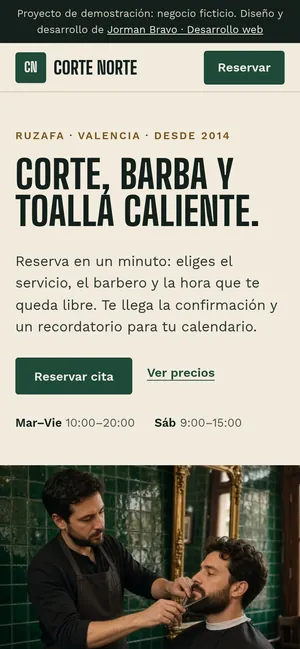 Proyecto de demostración: negocio ficticio. Diseño y
desarrollo de Jorman Bravo · Desarrollo web
CN CORTE NORTE Reservar
RUZAFA · VALENCIA · DESDE 2014
CORTE, BARBA Y
TOALLA CALIENTE.
Reserva en un minuto: eliges el
servicio, el barbero y la hora que te
queda libre. Te llega la confirmación y
un recordatorio para tu calendario.
Reservar cita Ver precios
Mar–Vie 10:00–20:00 Sáb 9:00–15:00